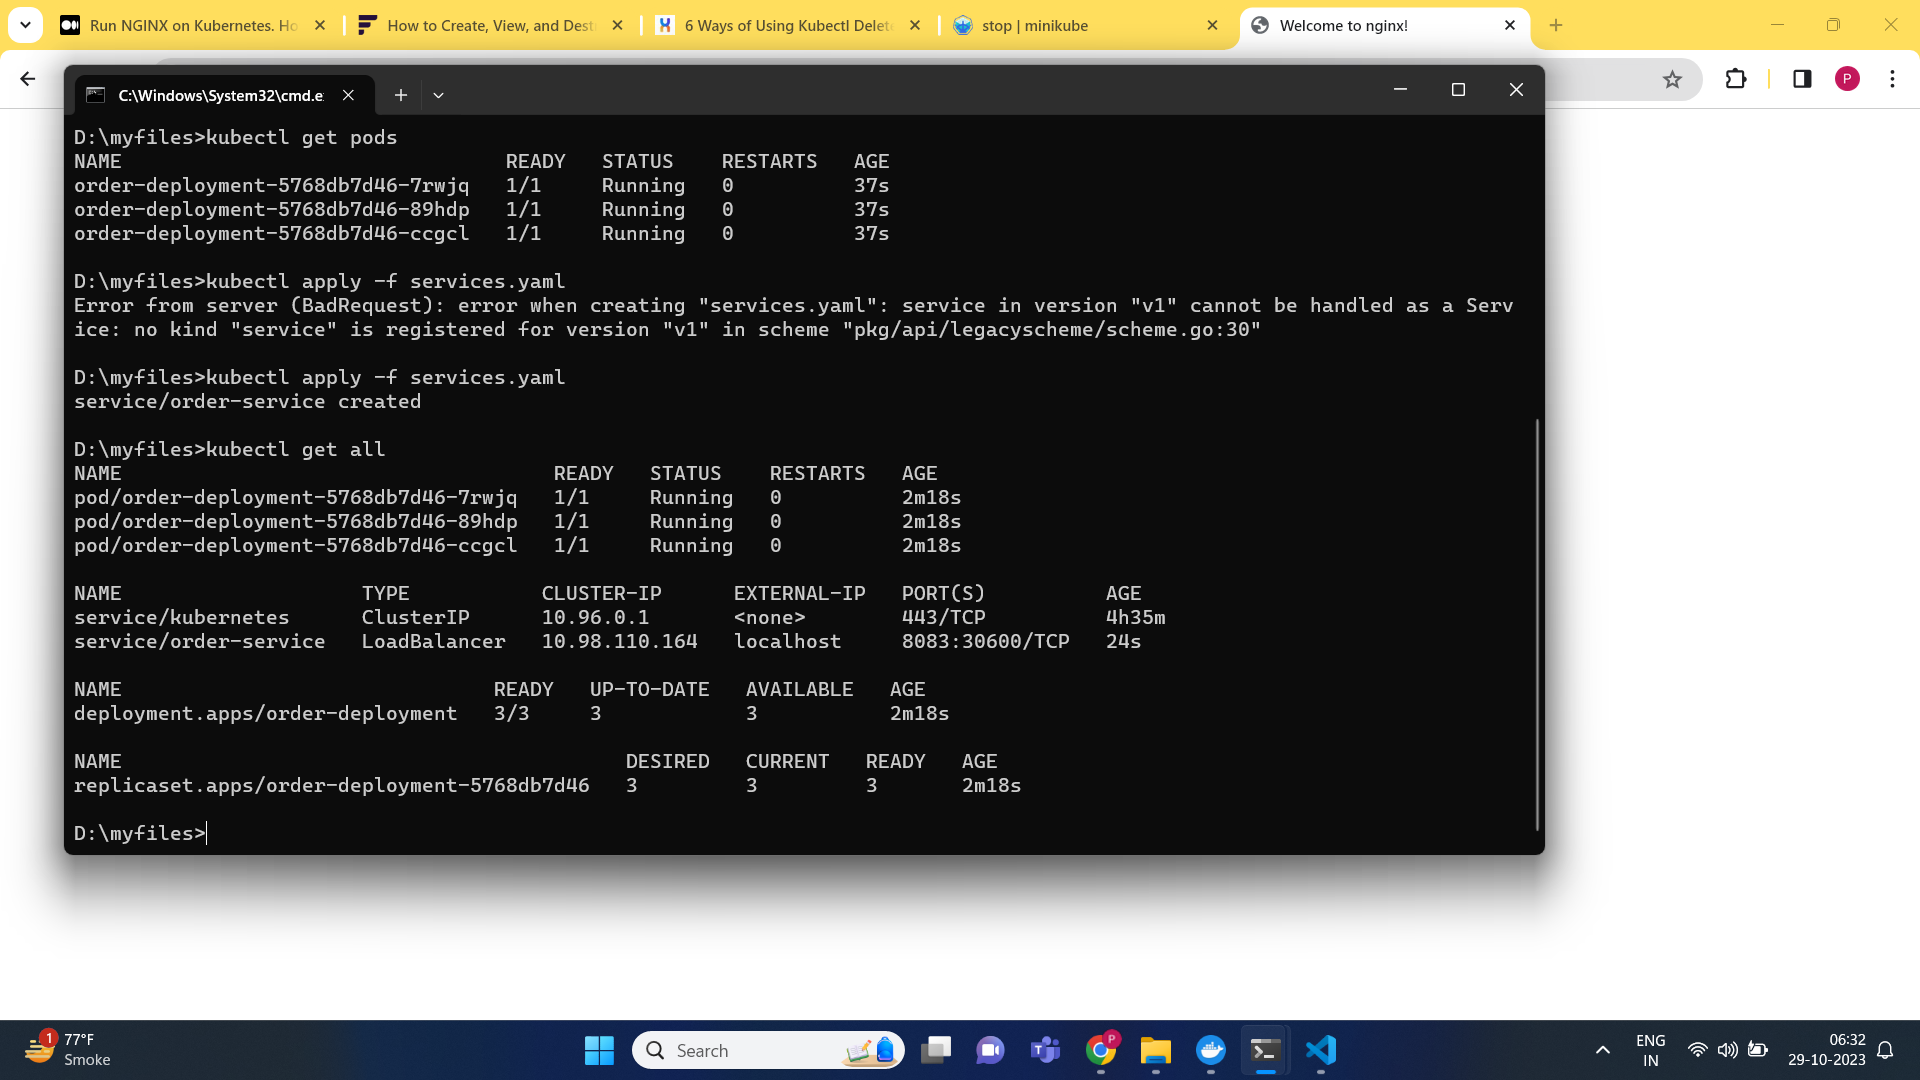 Run NGINX on Kubernetes. Ho
How to Create, View, and Dest
6 Ways of Using Kubectl Delete
stop | minikube
Welcome to nginx!
P
C:\Windows\System32\cmd.e
D:\myfiles>kubectl get pods
NAME READY STATUS RESTARTS AGE
order-deployment-5768db7d46-7rwjq 1/1 Running 0 37s
order-deployment-5768db7d46-89hdp 1/1 Running 0 37s
order-deployment-5768db7d46-ccgcl 1/1 Running 0 37s
D:\myfiles>kubectl apply -f services.yaml
Error from server (BadRequest): error when creating "services.yaml": service in version "v1" cannot be handled as a Serv
ice: no kind "service" is registered for version "v1" in scheme "pkg/api/legacyscheme/scheme.go:30"
D:\myfiles>kubectl apply -f services.yaml
service/order-service created
D:\myfiles>kubectl get all
NAME READY STATUS RESTARTS AGE
pod/order-deployment-5768db7d46-7rwjq 1/1 Running 0 2m18s
pod/order-deployment-5768db7d46-89hdp 1/1 Running 0 2m18s
pod/order-deployment-5768db7d46-ccgcl 1/1 Running 0 2m18s
NAME TYPE CLUSTER-IP EXTERNAL-IP PORT(S) AGE
service/kubernetes ClusterIP 10.96.0.1 <none> 443/TCP 4h35m
service/order-service LoadBalancer 10.98.110.164 localhost 8083:30600/TCP 24s
NAME READY UP-TO-DATE AVAILABLE AGE
deployment.apps/order-deployment 3/3 3 3 2m18s
NAME DESIRED CURRENT READY AGE
replicaset.apps/order-deployment-5768db7d46 3 3 3 2m18s
D:\myfiles>
1
77°F
Smoke
Search
P
ENG
IN
06:32
29-10-2023